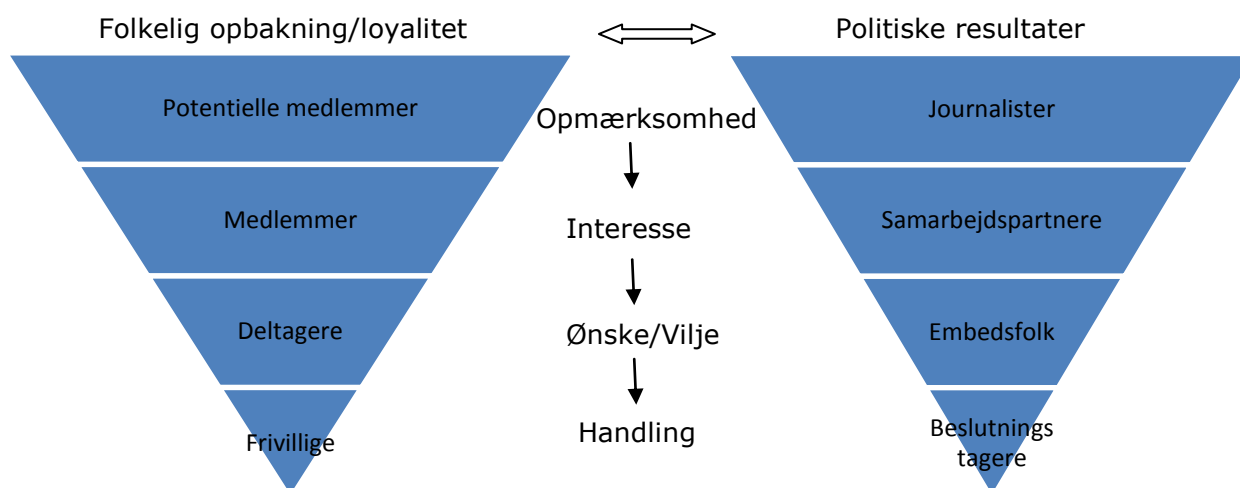 Folkelig opbakning/loyalitet
Politiske resultater
Potentielle medlemmer
Medlemmer
Deltagere
Frivillige
Opmærksomhed
Interesse
Ønske/Vilje
Handling
Journalister
Samarbejdspartnere
Embedsfolk
Beslutnings
tagere